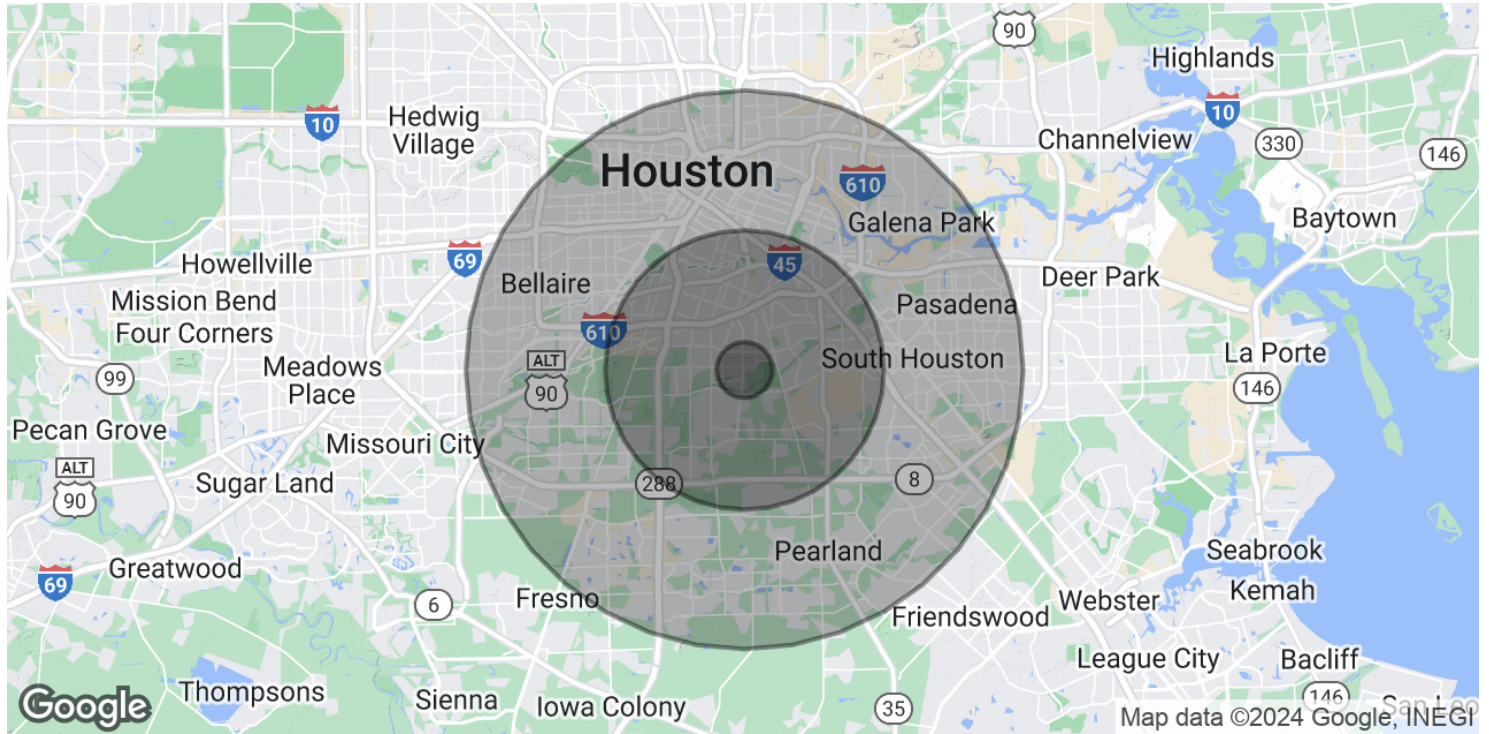 90
Highlands
10
10
Hedwig
Village
Channelview
330
146
Houston
610
Galena Park
Baytown
Howellville
69
45
Deer Park
Bellaire
Mission Bend
Pasadena
Four Corners
610
Meadows
Place
ALT
90
South Houston
La Porte
99
146
Pecan Grove
Missouri City
ALT
90
Sugar Land
288
8
Pearland
Seabrook
Greatwood
69
Kemah
6
Fresno
Friendswood
Webster
League City
Bacliff
Thompsons
Sienna
Iowa Colony
35
146
San Leo
Google
Map data ©2024 Google, INEGI